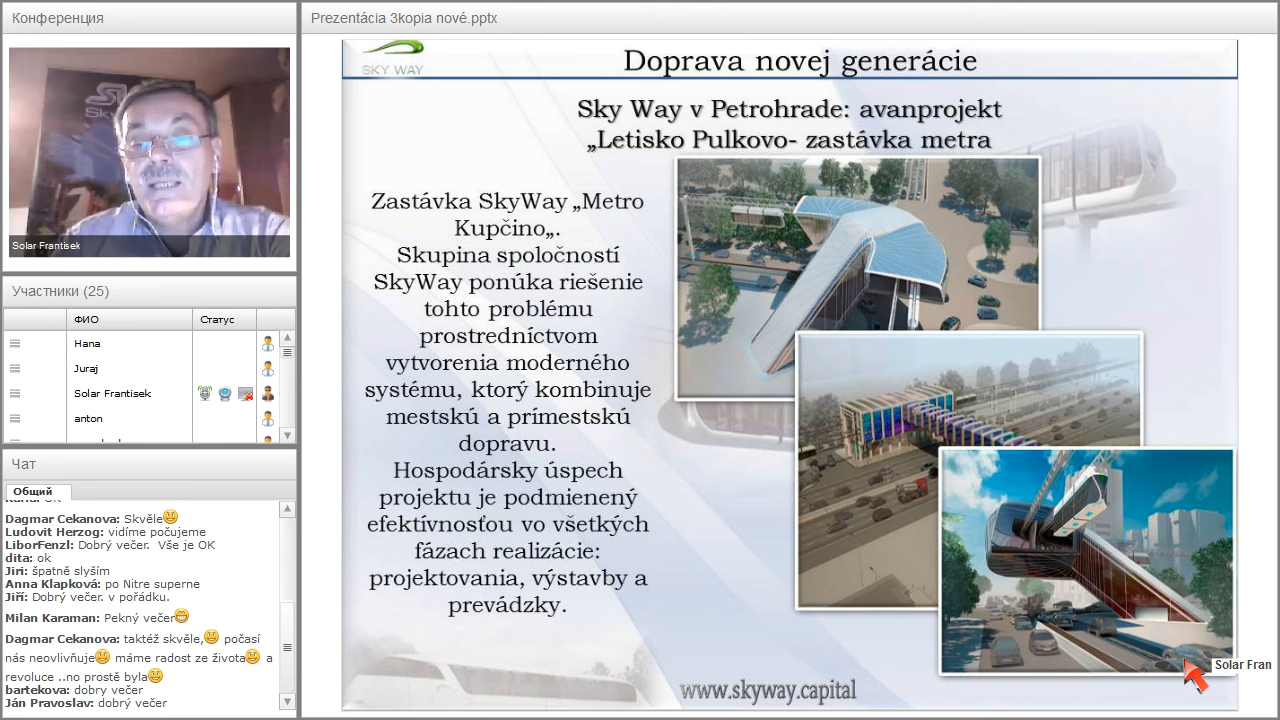 Конференция
Sky
Solar Frantisek
Участники (25)
ФИО Статус
Hana
Juraj
Solar Frantisek
anton
Чат
Общий
Dagmar Cekanova: Skvěle
Ludovit Herzog: vidíme počujeme
LiborFenzl: Dobrý večer. Vše je OK
dita: ok
Jiri: špatně slyším
Anna Klapková: po Nitre superne
Jiří: Dobrý večer. v pořádku.
Milan Karaman: Pekný večer
Dagmar Cekanova: taktéž skvěle, počasí
nás neovlivňuje máme radost ze života a
revoluce ..no prostě byla
bartekova: dobry večer
Ján Pravoslav: dobrý večer
Prezentácia 3kopia nové.pptx
SKY WAY
Doprava novej generácie
Sky Way v Petrohrade: avanprojekt
„Letisko Pulkovo- zastávka metra
Zastávka SkyWay „Metro
Kupčino„.
Skupina spoločností
SkyWay ponúka riešenie
tohto problému
prostredníctvom
vytvorenia moderného
systému, ktorý kombinuje
mestskú a prímestskú
dopravu.
Hospodársky úspech
projektu je podmienený
efektívnosťou vo všetkých
fázach realizácie:
projektovania, výstavby a
prevádzky.
www.skyway.capital
Solar Fran